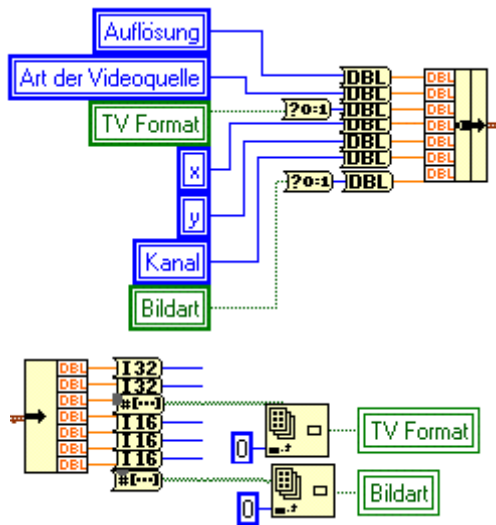 Auflösung
Art der Videoquelle
TV Format
x
y
Kanal
Bildart
DBL
DBL
?0:1 DBL
DBL
DBL
DBL
?0:1 DBL
DBL
DBL
DBL
DBL
DBL
DBL
DBL
DBL I32
DBL I32
DBL #[...]
DBL I16
DBL I16
DBL I16
DBL #[...]
0
TV Format
0
Bildart